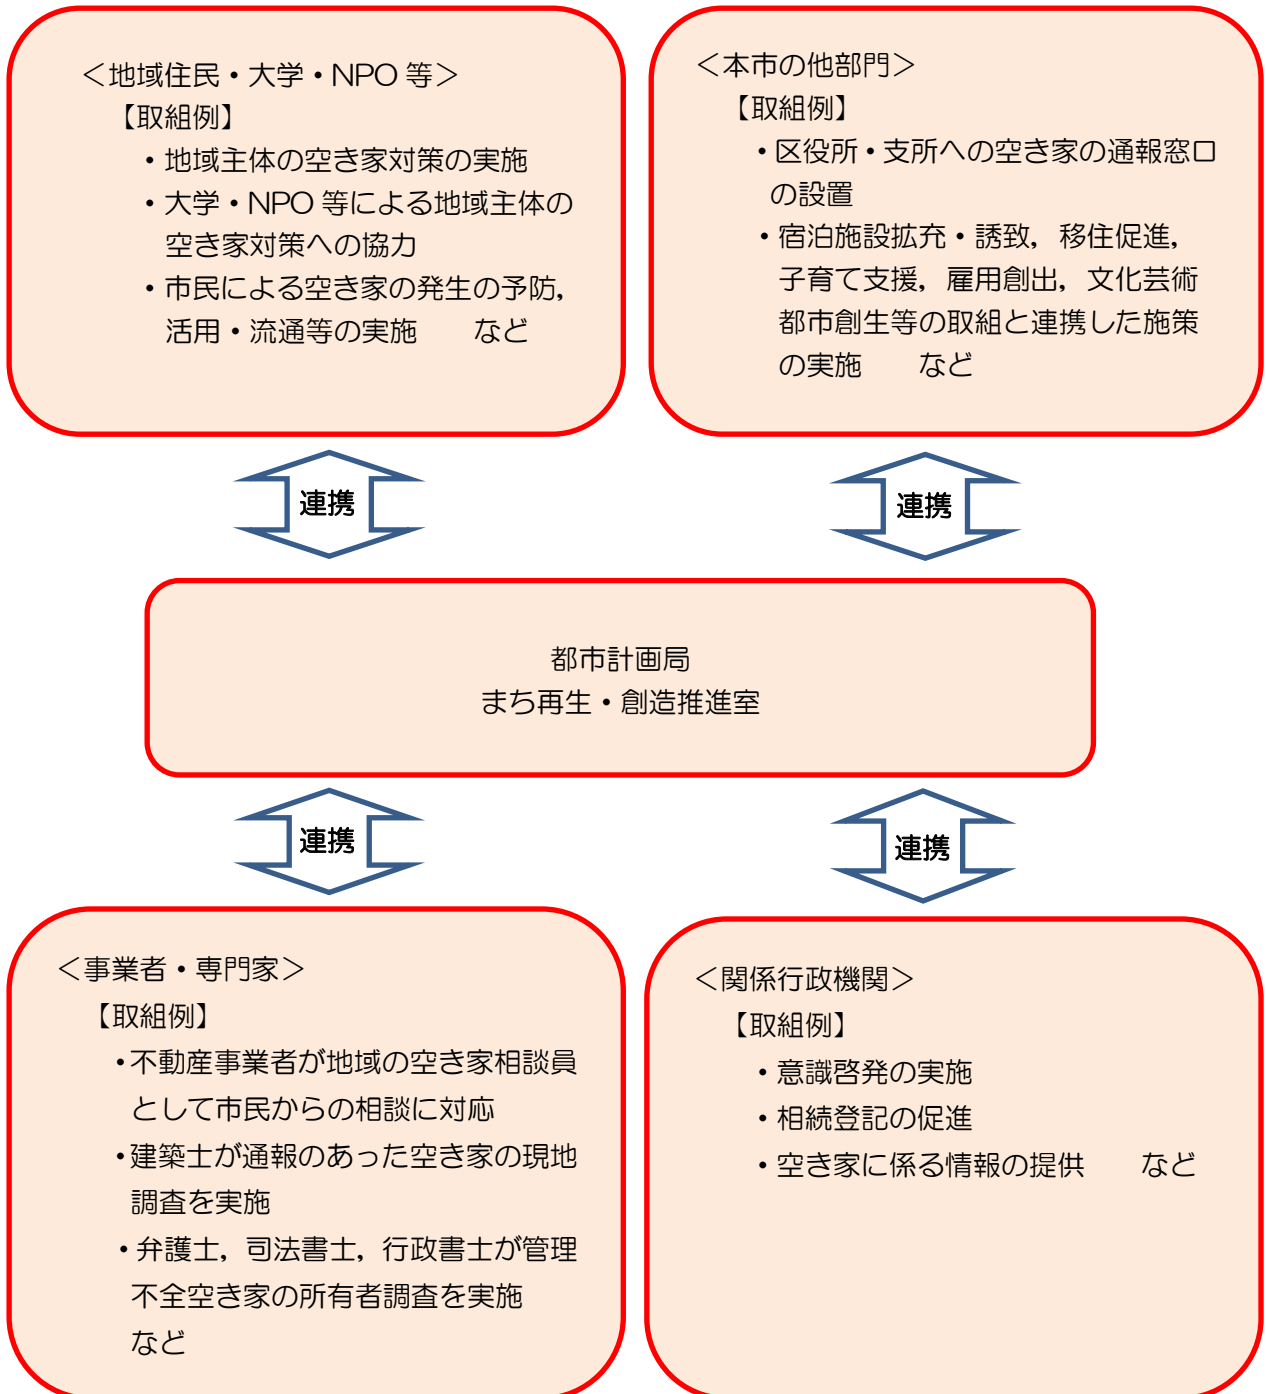 ＜地域住民・大学・NPO 等＞
【取組例】
・地域主体の空き家対策の実施
・大学・NPO 等による地域主体の
空き家対策への協力
・市民による空き家の発生の予防，
活用・流通等の実施　　など
＜本市の他部門＞
【取組例】
・区役所・支所への空き家の通報窓口
の設置
・宿泊施設拡充・誘致，移住促進，
子育て支援，雇用創出，文化芸術
都市創生等の取組と連携した施策
の実施　　など
連携
連携
都市計画局
まち再生・創造推進室
連携
連携
＜事業者・専門家＞
【取組例】
・不動産事業者が地域の空き家相談員
として市民からの相談に対応
・建築士が通報のあった空き家の現地
調査を実施
・弁護士，司法書士，行政書士が管理
不全空き家の所有者調査を実施
など
＜関係行政機関＞
【取組例】
・意識啓発の実施
・相続登記の促進
・空き家に係る情報の提供　　など